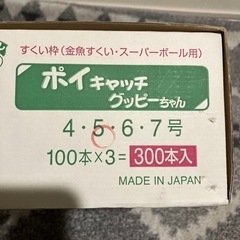 すくい枠（金魚すくい・スーパーボール用）
ポイキャッチ
グッピーちゃん
4・5・6・7号
100本×3＝300本入
MADE IN JAPAN